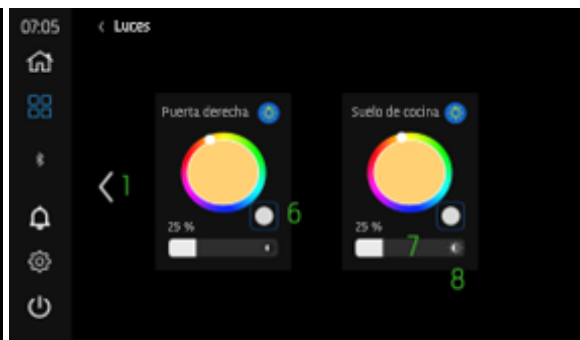 07:05
< Luces
Puerta derecha
Suelo de cocina
1
6
25 %
25 %
7
8